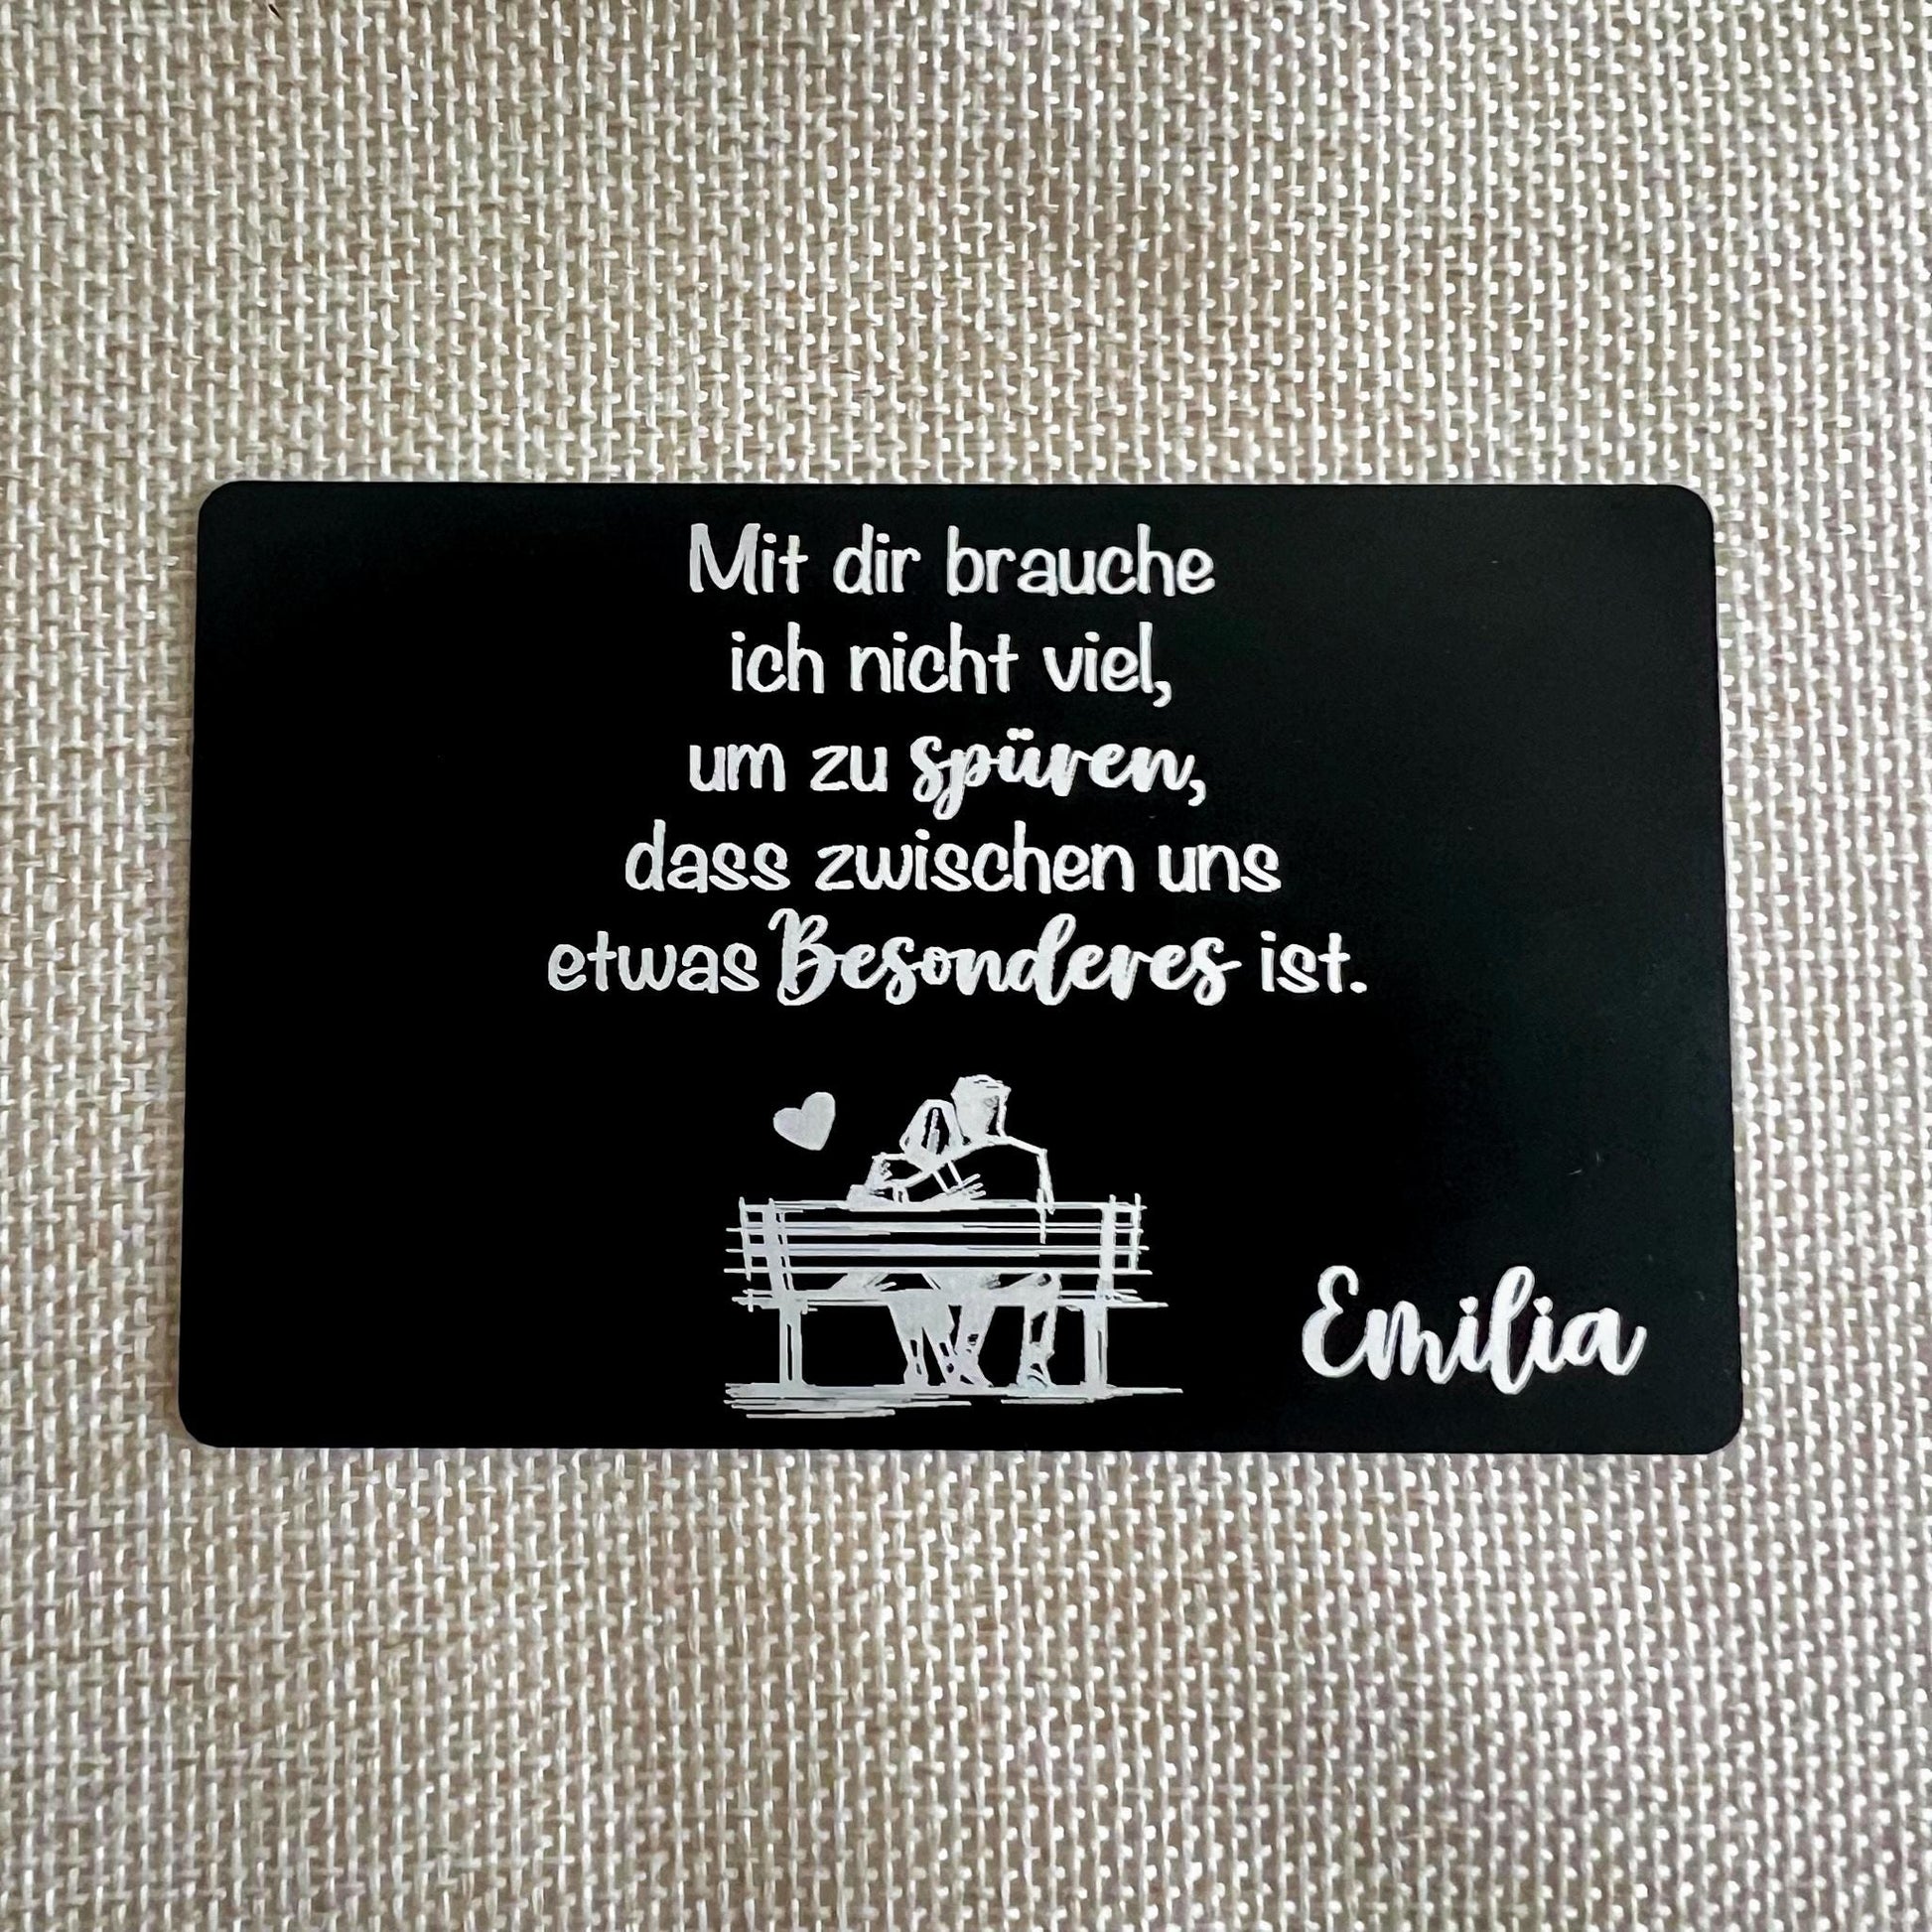 Mit dir brauche
ich nicht viel,
um zu spüren,
dass zwischen uns
etwas Besonderes ist.
Emilia